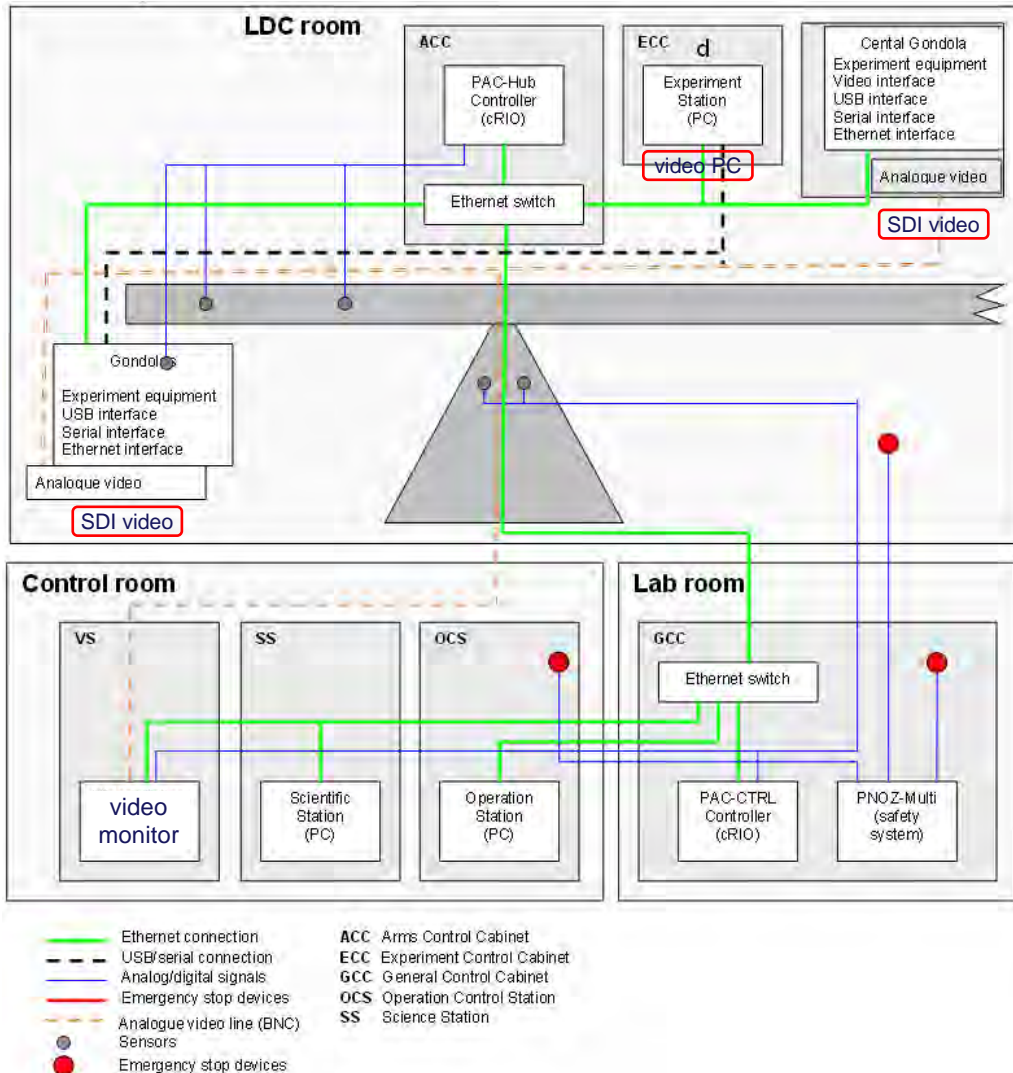 LDC room
ACC
PAC-Hub
Controller
(cRIO)
Ethernet switch
ECC
d
Experiment
Station
(PC)
video PC
Cental Gondola
Experiment equipment
Video interface
USB interface
Serial interface
Ethernet interface
Analoque video
SDI video
Gondolas
Experiment equipment
USB interface
Serial interface
Ethernet interface
Analoque video
SDI video
Control room
VS
video
monitor
SS
Scientific
Station
(PC)
OCS
Operation
Station
(PC)
Lab room
GCC
Ethernet switch
PAC-CTRL
Controller
(cRIO)
PNOZ-Multi
(safety
system)
Ethernet connection
USB/serial connection
Analog/digital signals
Emergency stop devices
Analogue video line (BNC)
Sensors
Emergency stop devices
ACC Arms Control Cabinet
ECC Experiment Control Cabinet
GCC General Control Cabinet
OCS Operation Control Station
SS Science Station